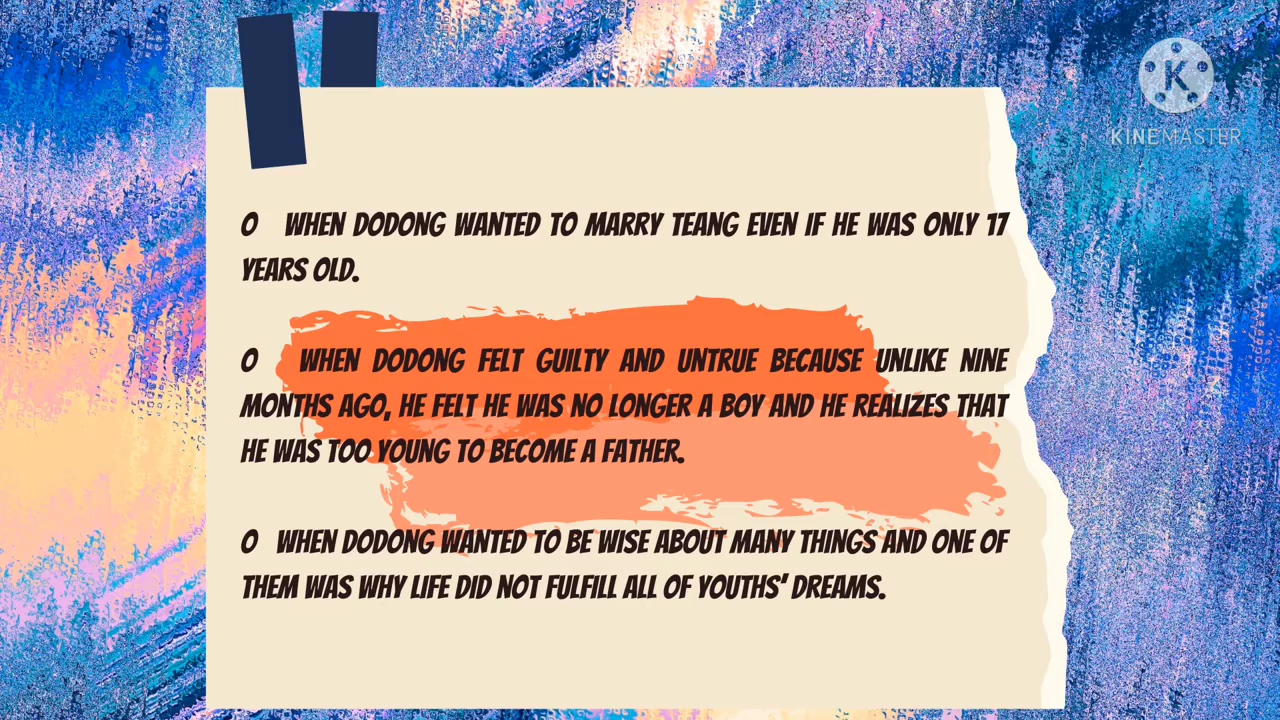 K
KINEMASTER
O WHEN DODONG WANTED TO MARRY TEANG EVEN IF HE WAS ONLY 17
YEARS OLD.
O WHEN DODONG FELT GUILTY AND UNTRUE BECAUSE UNLIKE NINE
MONTHS AGO, HE FELT HE WAS NO LONGER A BOY AND HE REALIZES THAT
HE WAS TOO YOUNG TO BECOME A FATHER.
O WHEN DODONG WANTED TO BE WISE ABOUT MANY THINGS AND ONE OF
THEM WAS WHY LIFE DID NOT FULFILL ALL OF YOUTHS' DREAMS.